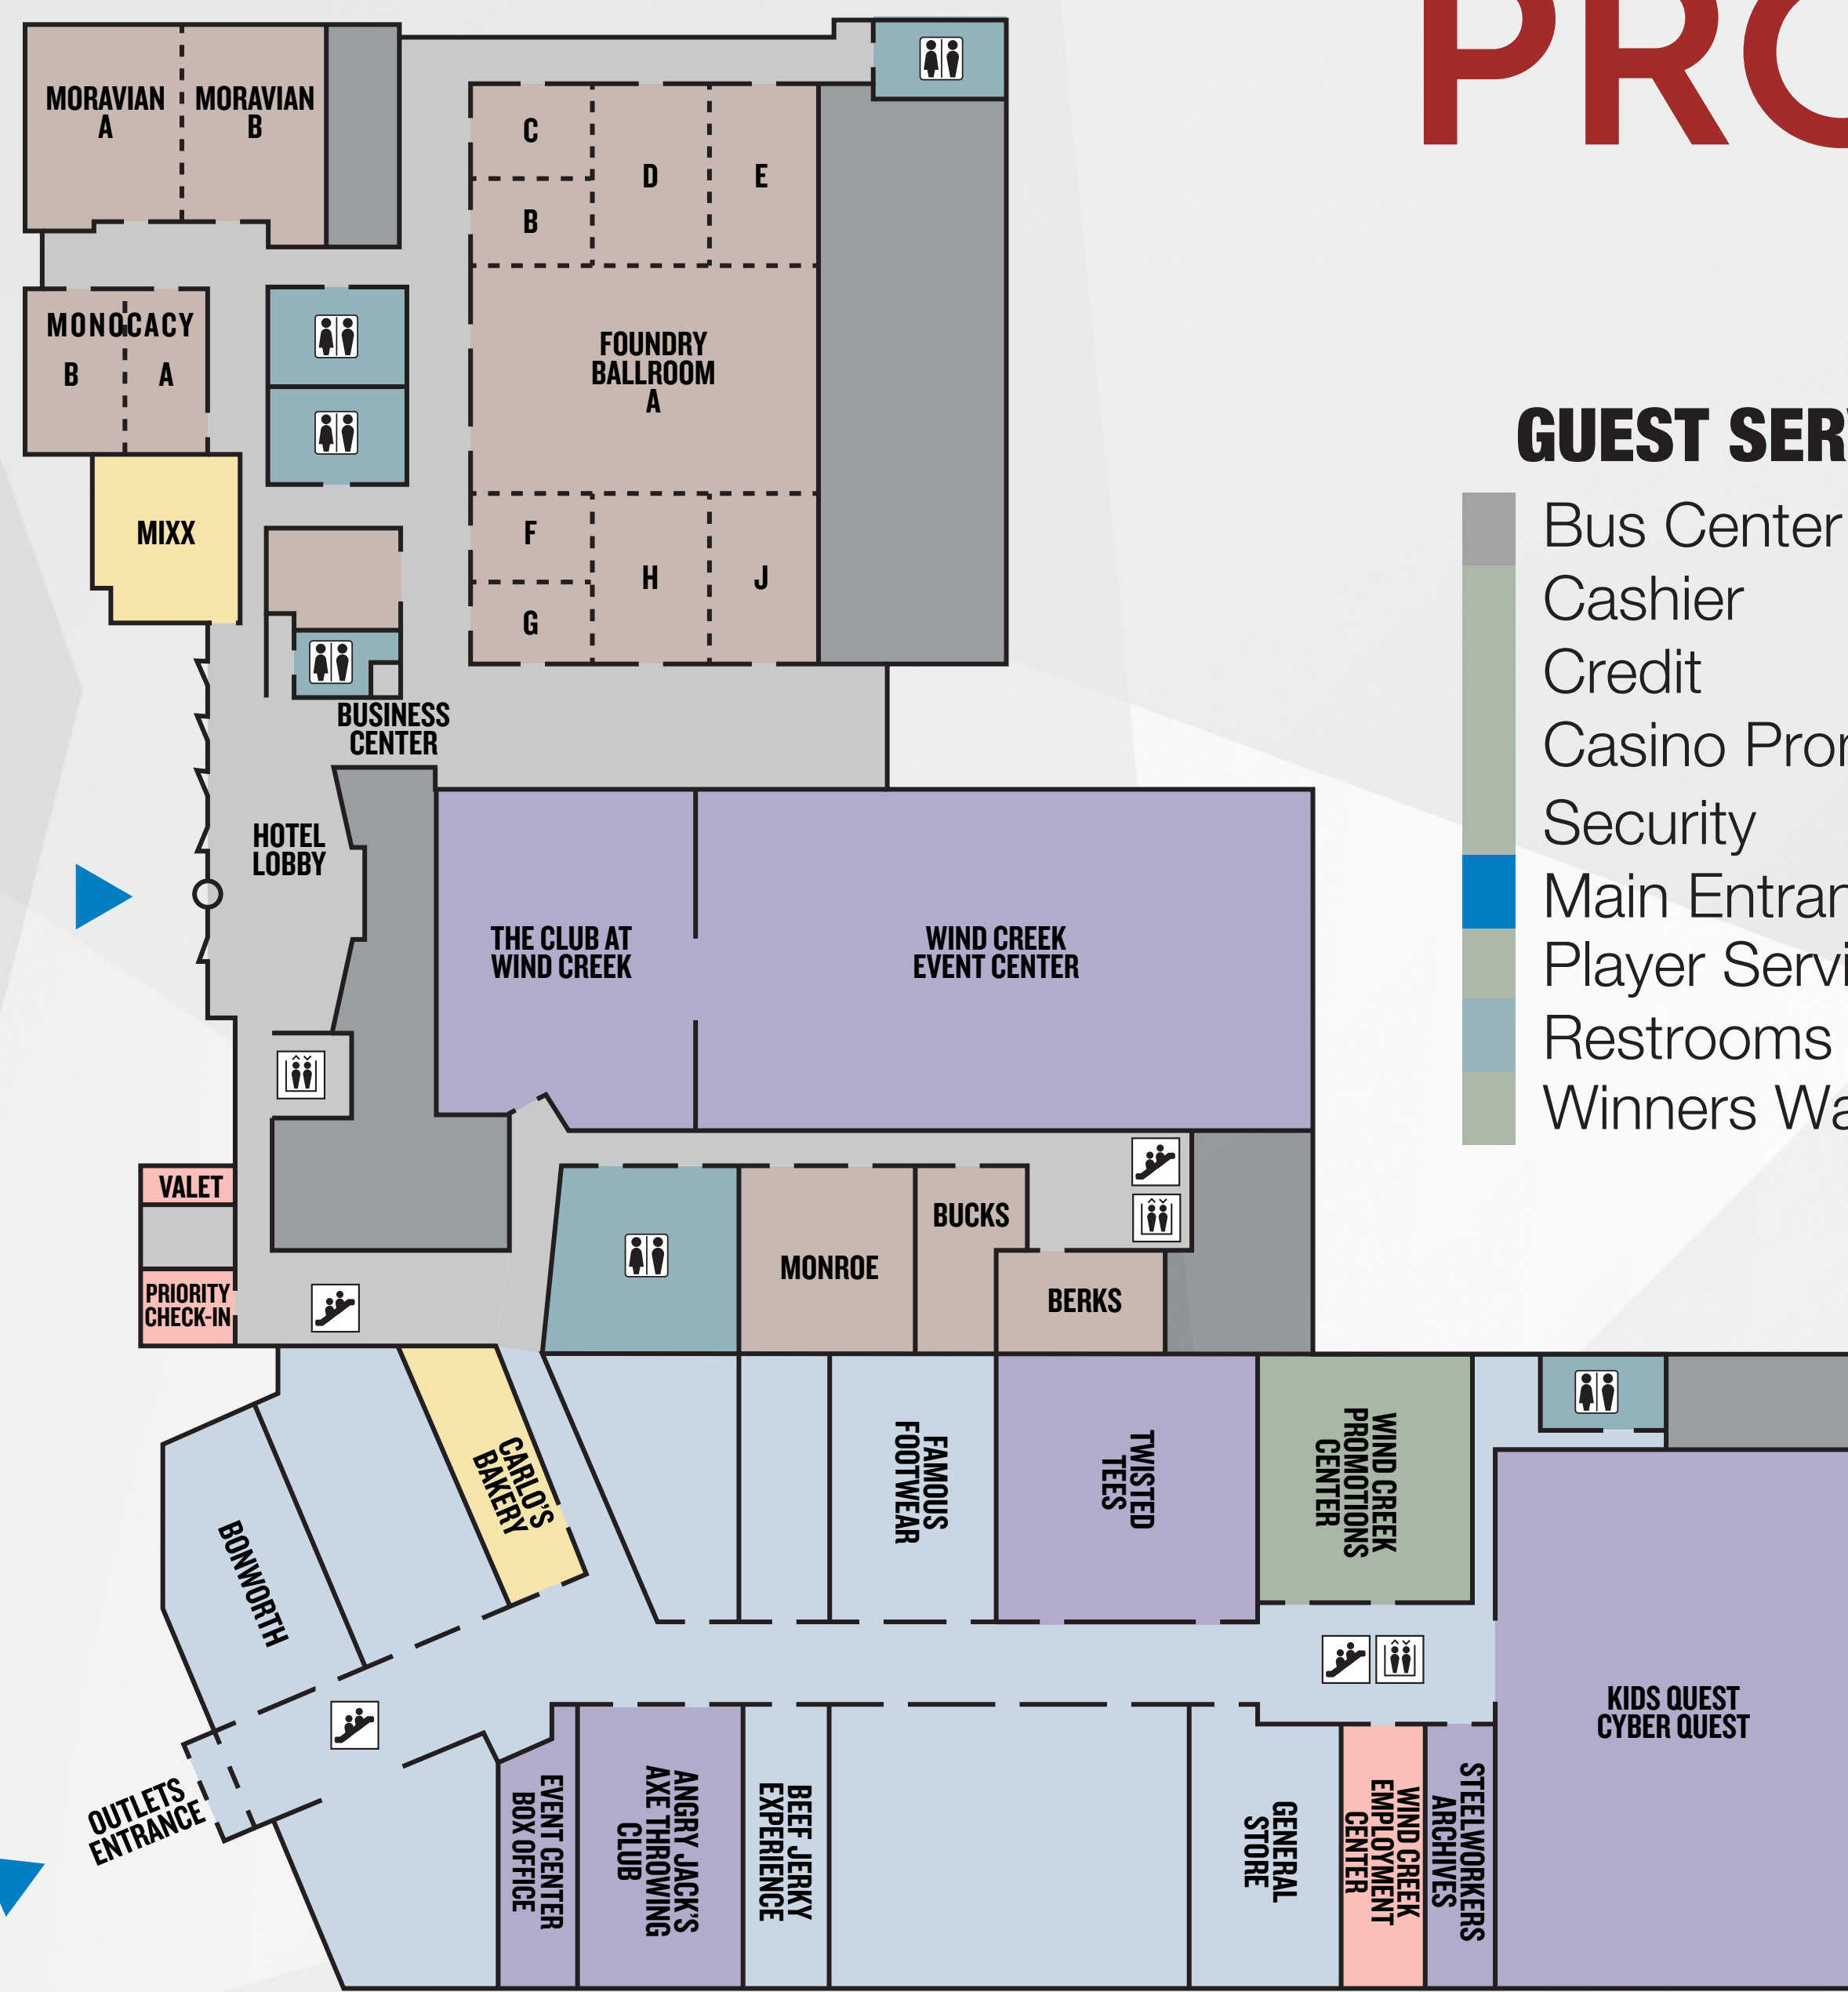 PRO
MORAVIAN
A
MORAVIAN
B
C
D
E
B
MONOCACY
B
A
FOUNDRY
BALLROOM
A
MIXX
F
H
J
G
BUSINESS
CENTER
HOTEL
LOBBY
THE CLUB AT
WIND CREEK
WIND CREEK
EVENT CENTER
VALET
PRIORITY
CHECK-IN
MONROE
BUCKS
BERKS
CARLO'S
BAKERY
BONWORTH
FAMOUS
FOOTWEAR
TWISTED
TEES
WIND CREEK
PROMOTIONS
CENTER
KIDS QUEST
CYBER QUEST
OUTLETS
ENTRANCE
EVENT CENTER
BOX OFFICE
ANGRY JACK'S
AXE THROWING
CLUB
BEEF JERKY
EXPERIENCE
GENERAL
STORE
WIND CREEK
EMPLOYMENT
CENTER
STEELWORKERS
ARCHIVES
GUEST SER
Bus Center
Cashier
Credit
Casino Pro
Security
Main Entran
Player Servi
Restrooms
Winners Wa